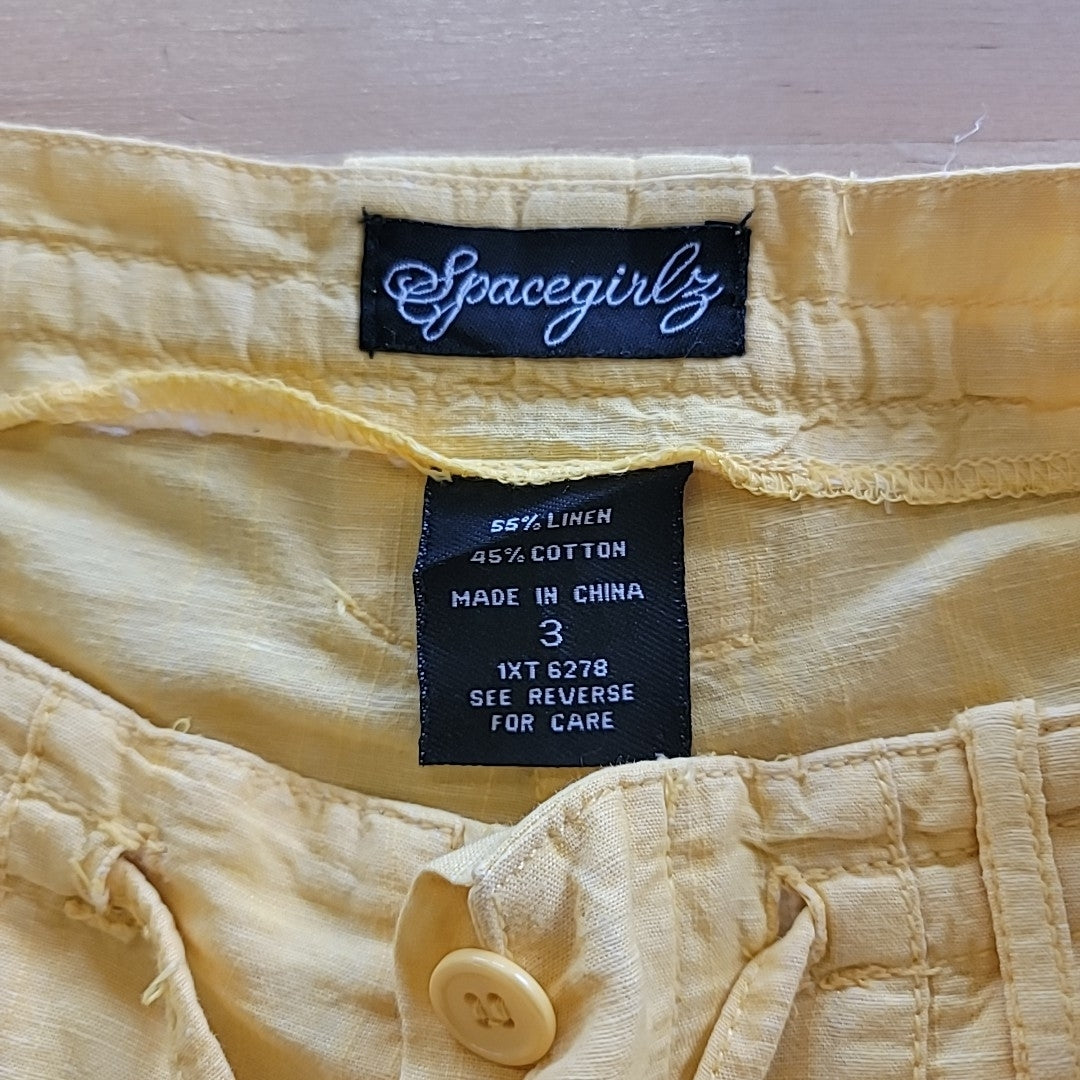 Spacegirlz
55% LINEN
45% COTTON
MADE IN CHINA
3
1XT 6278
SEE REVERSE
FOR CARE